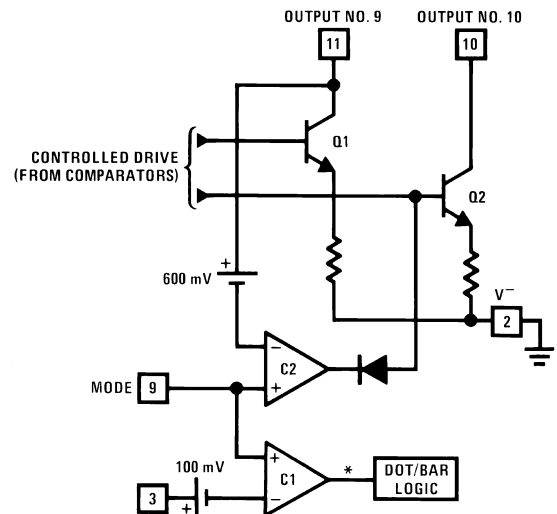 OUTPUT NO. 9
OUTPUT NO. 10
11
10
Q1
CONTROLLED DRIVE
(FROM COMPARATORS)
Q2
+
600 mV
V−
2
−
C2
MODE 9
+
+
100 mV
C1
*
DOT/BAR
LOGIC
3
−
+